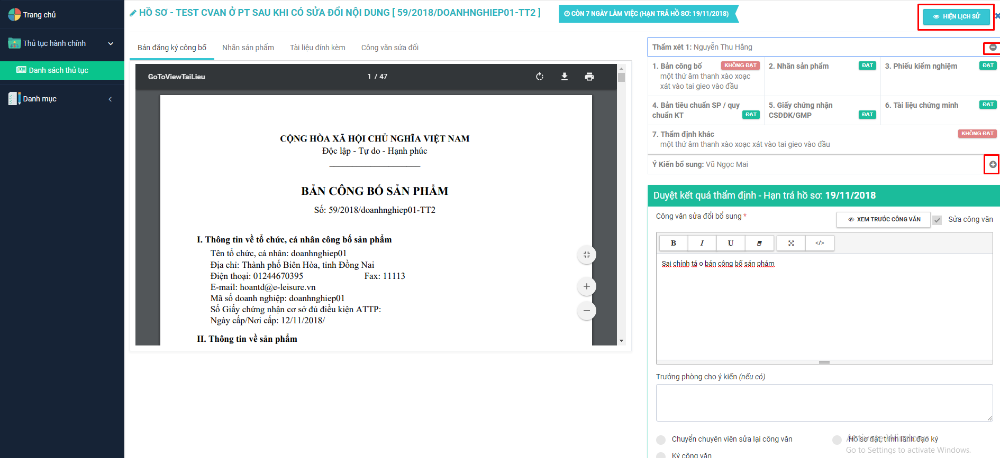 Trang chủ
Thủ tục hành chính
Danh sách thủ tục
Danh mục
HỒ SƠ - TEST CVAN Ở PT SAU KHI CÓ SỬA ĐỔI NỘI DUNG [ 59/2018/DOANHNGHIEP01-TT2 ]
CÒN 7 NGÀY LÀM VIỆC (HẠN TRẢ HỒ SƠ: 19/11/2018)
HIỆN LỊCH SỬ
Bản đăng ký công bố
Nhãn sản phẩm
Tài liệu đính kèm
Công văn sửa đổi
GoToViewTaiLieu
1 / 47
CỘNG HÒA XÃ HỘI CHỦ NGHĨA VIỆT NAM
Độc lập - Tự do - Hạnh phúc
BẢN CÔNG BỐ SẢN PHẨM
Số: 59/2018/doanhnghiep01-TT2
I. Thông tin về tổ chức, cá nhân công bố sản phẩm
Tên tổ chức, cá nhân: doanhnghiep01
Địa chỉ: Thành phố Biên Hòa, tỉnh Đồng Nai
Điện thoại: 01244670395 Fax: 11113
E-mail: hoantd@e-leisure.vn
Mã số doanh nghiệp: doanhnghiep01
Số Giấy chứng nhận cơ sở đủ điều kiện ATTP:
Ngày cấp/Nơi cấp: 12/11/2018/
II. Thông tin về sản phẩm
Thẩm xét 1: Nguyễn Thu Hằng
1. Bản công bố KHÔNG ĐẠT
một thứ âm thanh xào xoạc
xát vào tai gieo vào đầu
2. Nhãn sản phẩm ĐẠT
3. Phiếu kiểm nghiệm ĐẠT
4. Bản tiêu chuẩn SP / quy
chuẩn KT ĐẠT
5. Giấy chứng nhận
CSĐĐK/GMP ĐẠT
6. Tài liệu chứng minh ĐẠT
7. Thẩm định khác KHÔNG ĐẠT
một thứ âm thanh xào xoạc xát vào tai gieo vào đầu
Ý Kiến bổ sung: Vũ Ngọc Mai
Duyệt kết quả thẩm định - Hạn trả hồ sơ: 19/11/2018
Công văn sửa đổi bổ sung *
XEM TRƯỚC CÔNG VĂN
Sửa công văn
B I U </>
Sai chính tả o bản công bố sản phảm
Trưởng phòng cho ý kiến (nếu có)
Chuyển chuyên viên sửa lại công văn
Hồ sơ đạt, trình lãnh đạo ký
Ký công văn
Activate Windows
Go to Settings to activate Windows.